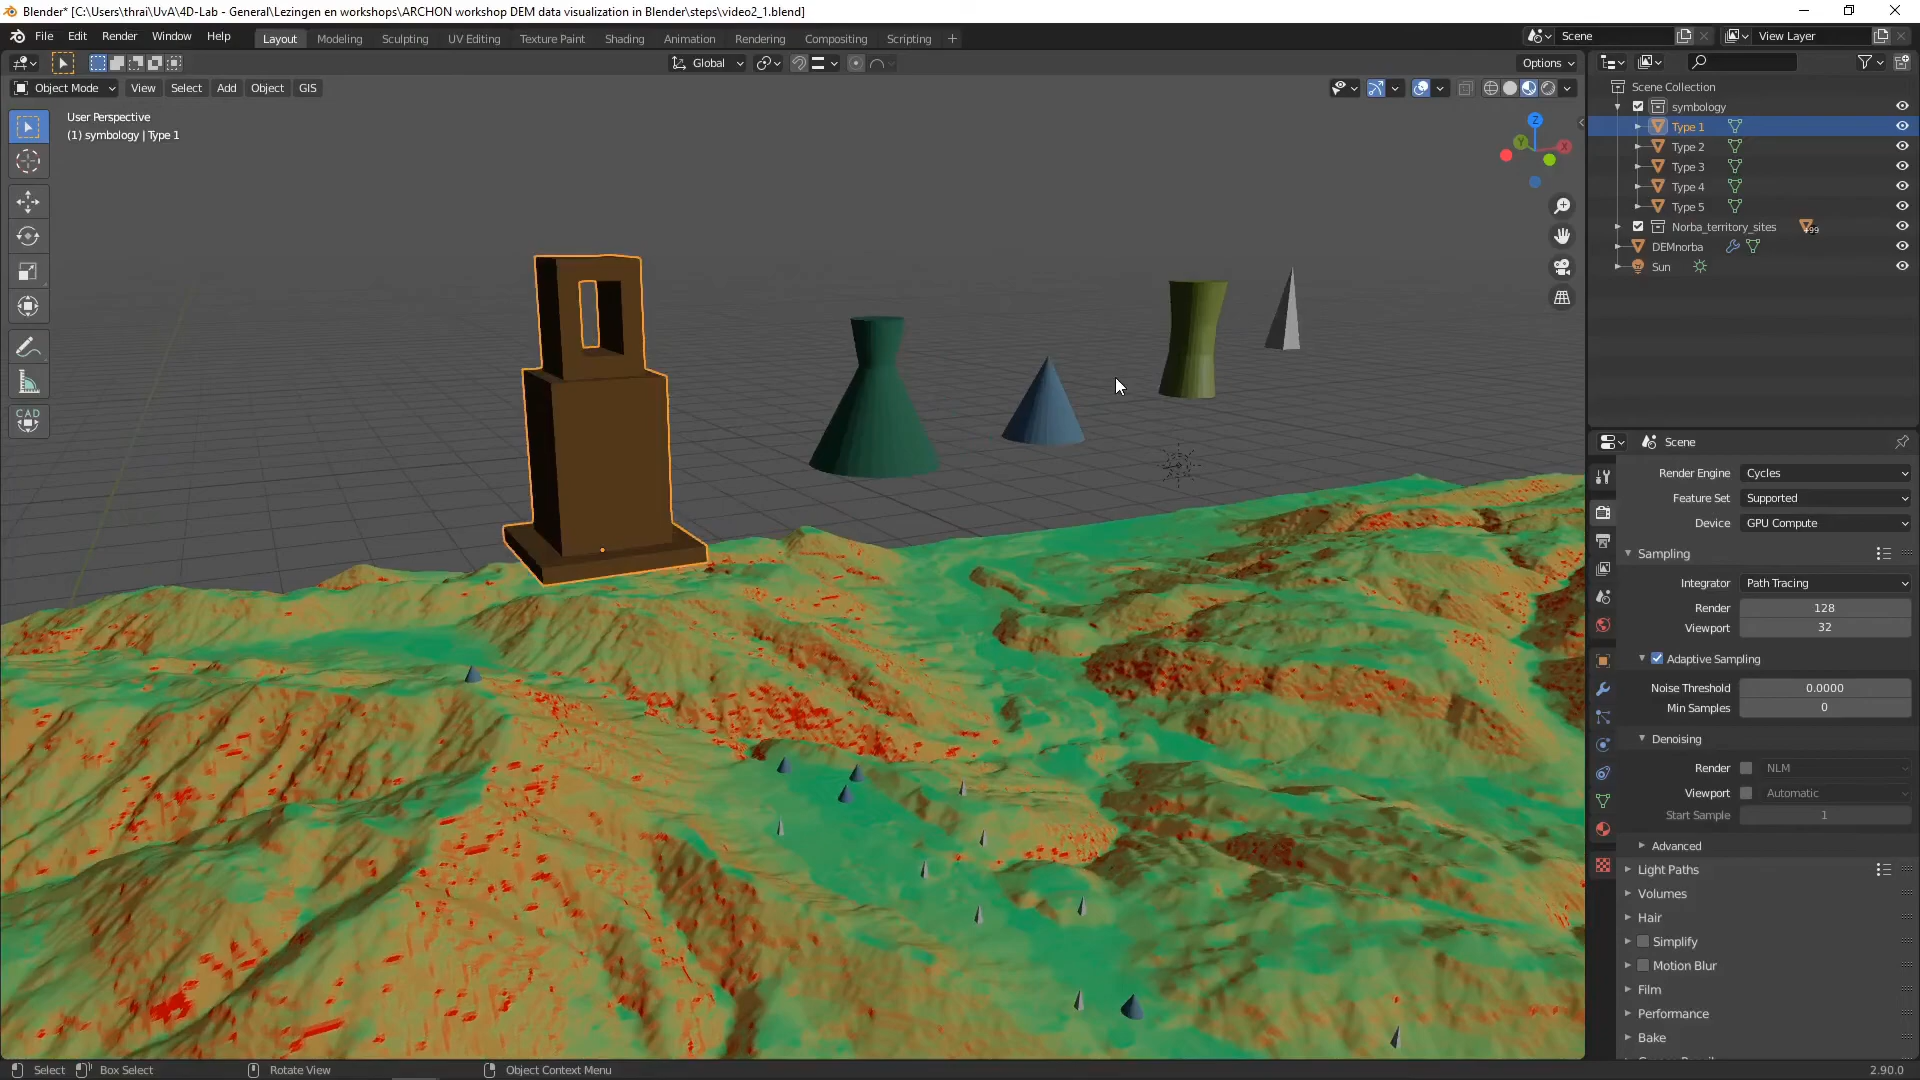 Blender* [C:\Users\thrai\UvA\4D-Lab - General\Lezingen en workshops\ARCHON workshop DEM data visualization in Blender\steps\video2_1.blend]
File Edit Render Window Help Layout Modeling Sculpting UV Editing Texture Paint Shading Animation Rendering Compositing Scripting + Scene View Layer
Global Options
Object Mode View Select Add Object GIS
User Perspective
(1) symbology | Type 1
Z
Y
X
CAD
Scene Collection
symbology
Type 1
Type 2
Type 3
Type 4
Type 5
Norba_territory_sites +99
DEMnorba
Sun
Scene
Render Engine Cycles
Feature Set Supported
Device GPU Compute
Sampling
Integrator Path Tracing
Render 128
Viewport 32
Adaptive Sampling
Noise Threshold 0.0000
Min Samples 0
Denoising
Render NLM
Viewport Automatic
Start Sample 1
Advanced
Light Paths
Volumes
Hair
Simplify
Motion Blur
Film
Performance
Bake
Select Box Select Rotate View Object Context Menu 2.90.0